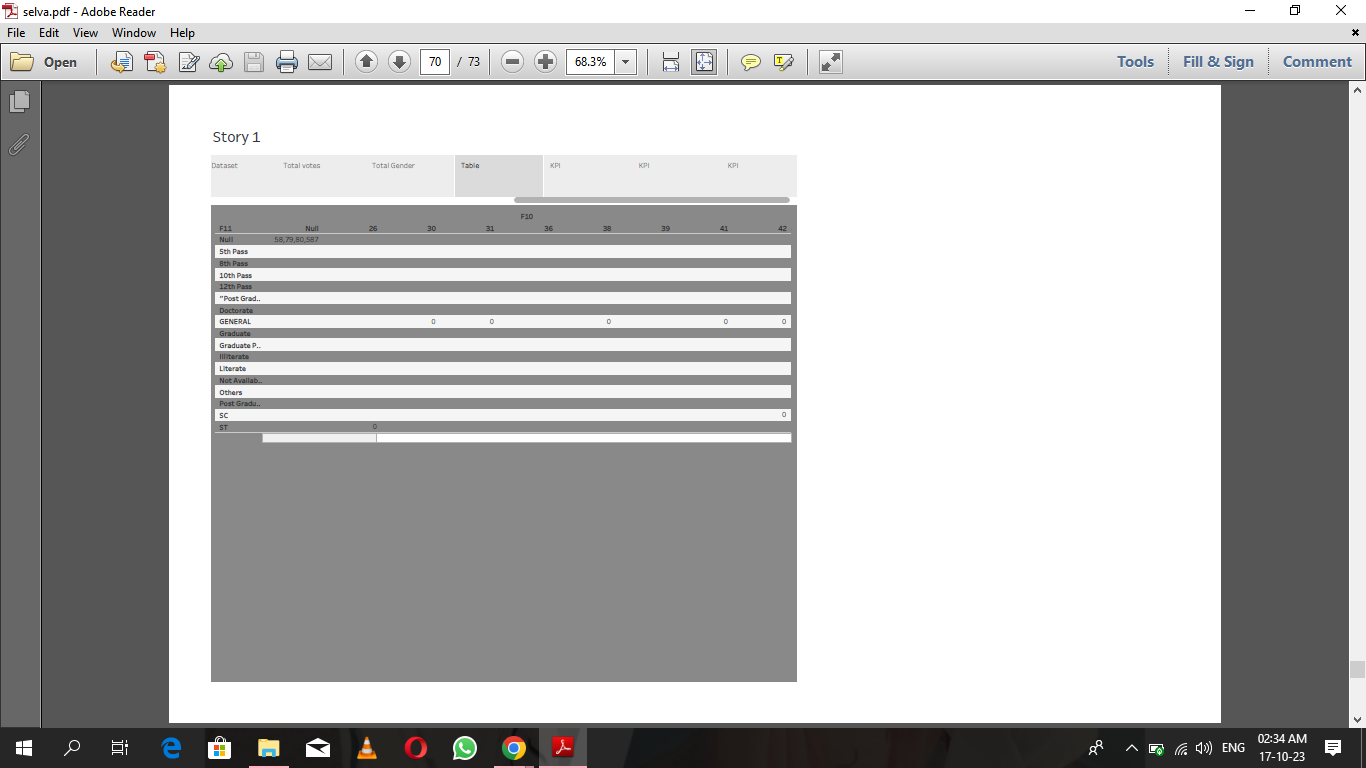 selva.pdf - Adobe Reader
File Edit View Window Help
Open 70 / 73 68.3% Tools Fill & Sign Comment
Story 1
Dataset Total votes Total Gender Table KPI KPI KPI
F10
F11 Null 26 30 31 36 38 39 41 42
Null 58,79,80,587
5th Pass
8th Pass
10th Pass
12th Pass
"Post Grad..
Doctorate
GENERAL 0 0 0 0 0
Graduate
Graduate P..
Illiterate
Literate
Not Availab..
Others
Post Gradu..
SC 0
ST 0
ENG 02:34 AM
17-10-23